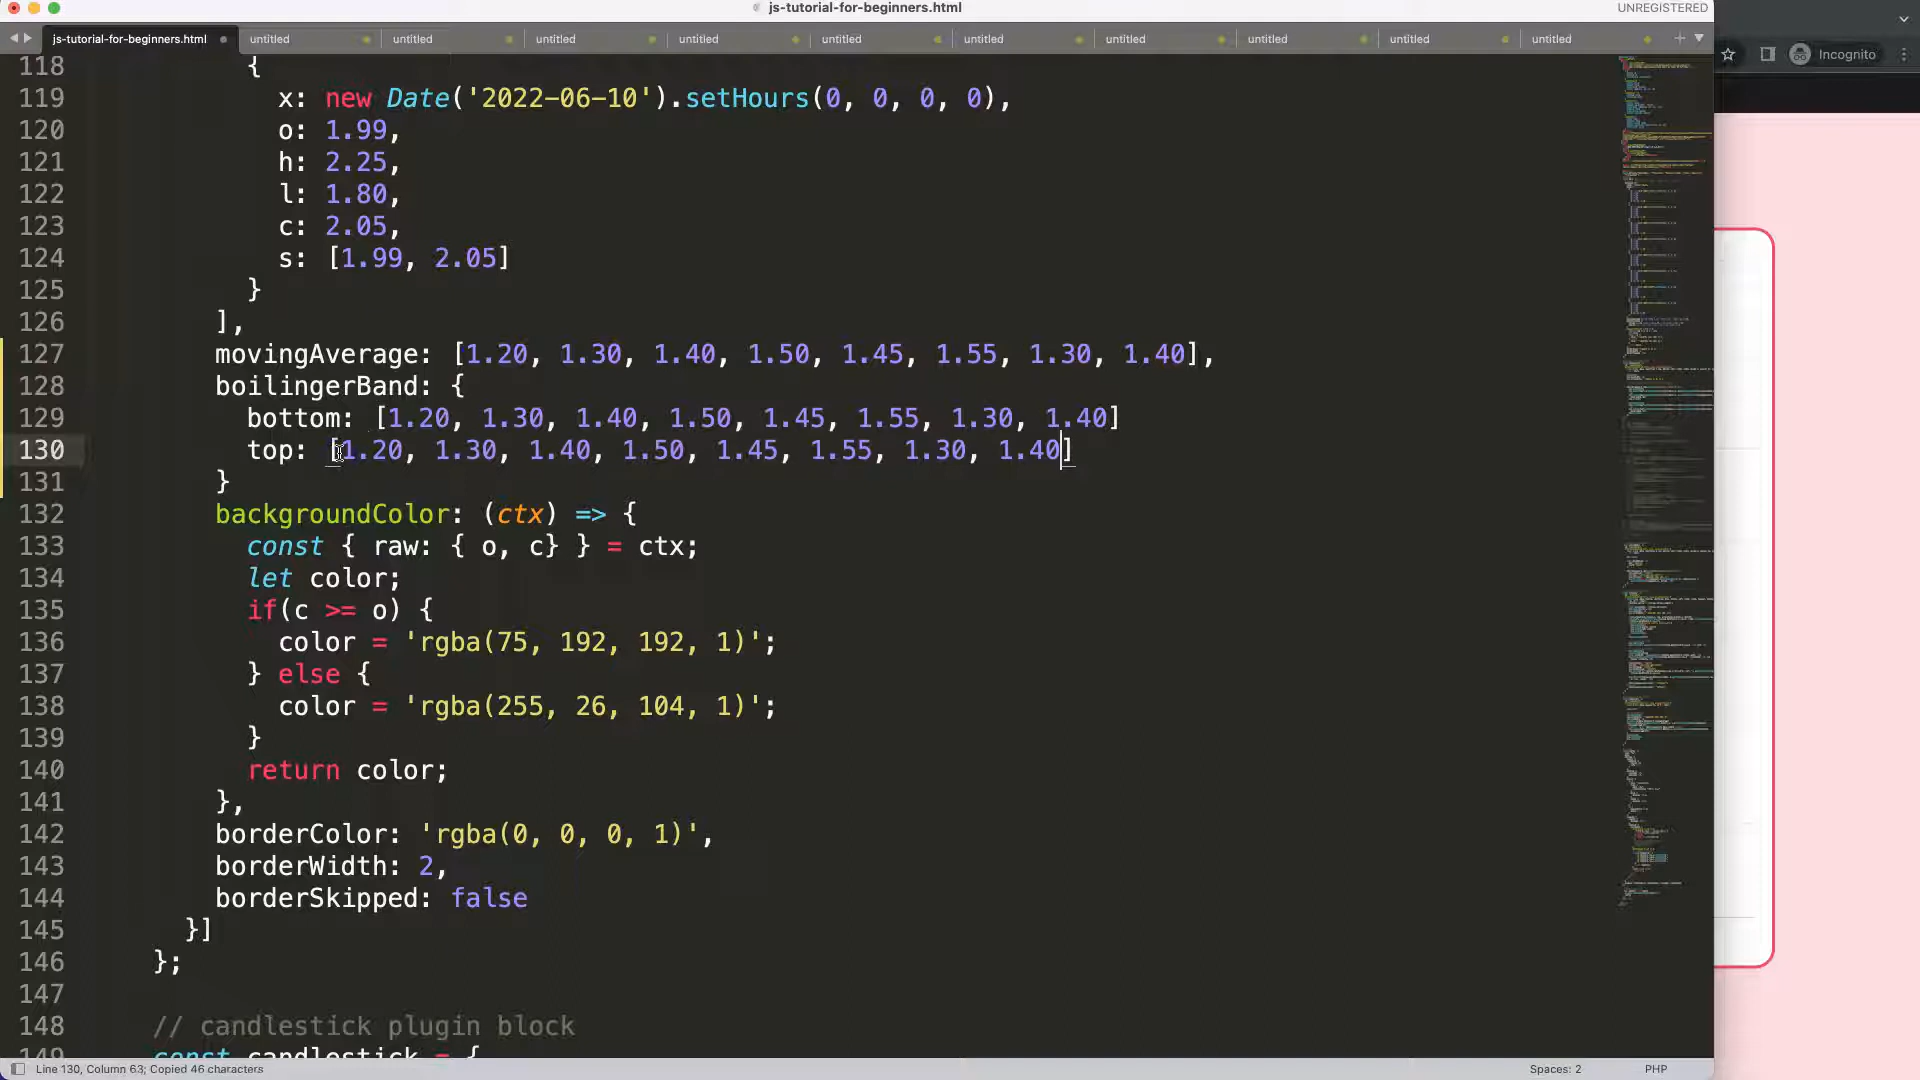 js-tutorial-for-beginners.html
UNREGISTERED
js-tutorial-for-beginners.html untitled untitled untitled untitled untitled untitled untitled untitled untitled untitled
Incognito
118 {
119 x: new Date('2022-06-10').setHours(0, 0, 0, 0),
120 o: 1.99,
121 h: 2.25,
122 l: 1.80,
123 c: 2.05,
124 s: [1.99, 2.05]
125 }
126 ],
127 movingAverage: [1.20, 1.30, 1.40, 1.50, 1.45, 1.55, 1.30, 1.40],
128 boilingerBand: {
129 bottom: [1.20, 1.30, 1.40, 1.50, 1.45, 1.55, 1.30, 1.40]
130 top: [1.20, 1.30, 1.40, 1.50, 1.45, 1.55, 1.30, 1.40]
131 }
132 backgroundColor: (ctx) => {
133 const { raw: { o, c} } = ctx;
134 let color;
135 if(c >= o) {
136 color = 'rgba(75, 192, 192, 1)';
137 } else {
138 color = 'rgba(255, 26, 104, 1)';
139 }
140 return color;
141 },
142 borderColor: 'rgba(0, 0, 0, 1)',
143 borderWidth: 2,
144 borderSkipped: false
145 }]
146 };
147
148 // candlestick plugin block
149 const candlestick = {
Line 130, Column 63; Copied 46 characters
Spaces: 2
PHP